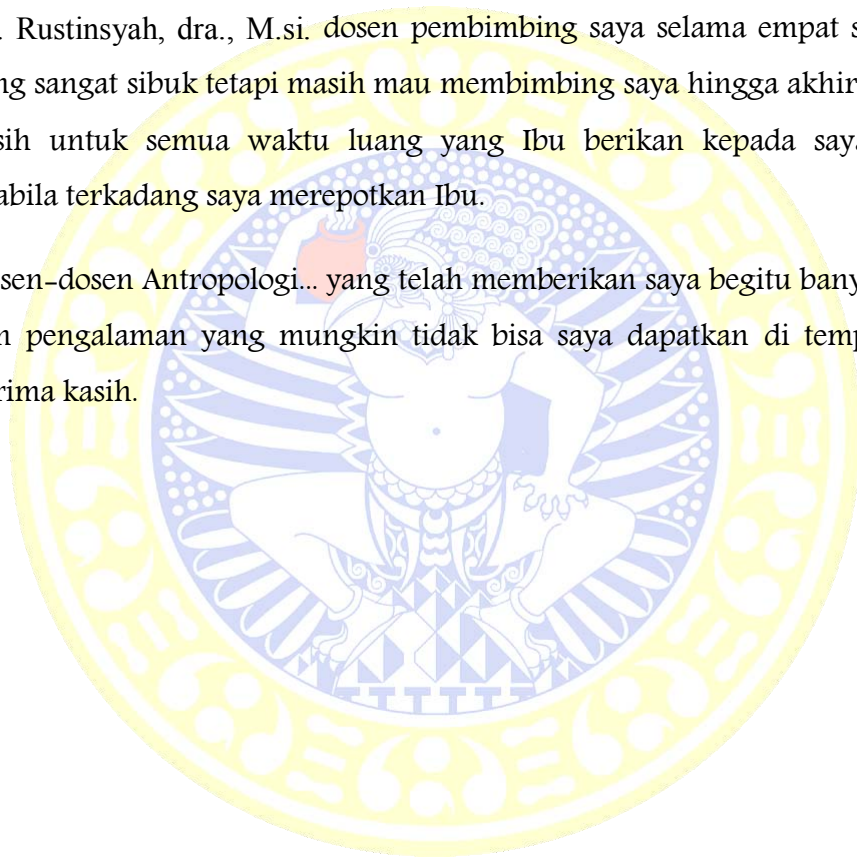 . Rustinsyah, dra., M.si. dosen pembimbing saya selama empat s
ng sangat sibuk tetapi masih mau membimbing saya hingga akhir
sih untuk semua waktu luang yang Ibu berikan kepada saya
abila terkadang saya merepotkan Ibu.
sen-dosen Antropologi... yang telah memberikan saya begitu bany
n pengalaman yang mungkin tidak bisa saya dapatkan di temp
rima kasih.